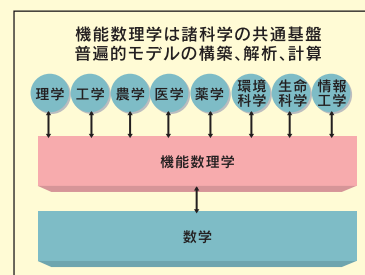 機能数理学は諸科学の共通基盤
普遍的モデルの構築、解析、計算
理学 工学 農学 医学 薬学 環境科学 生命科学 情報工学
機能数理学
数学